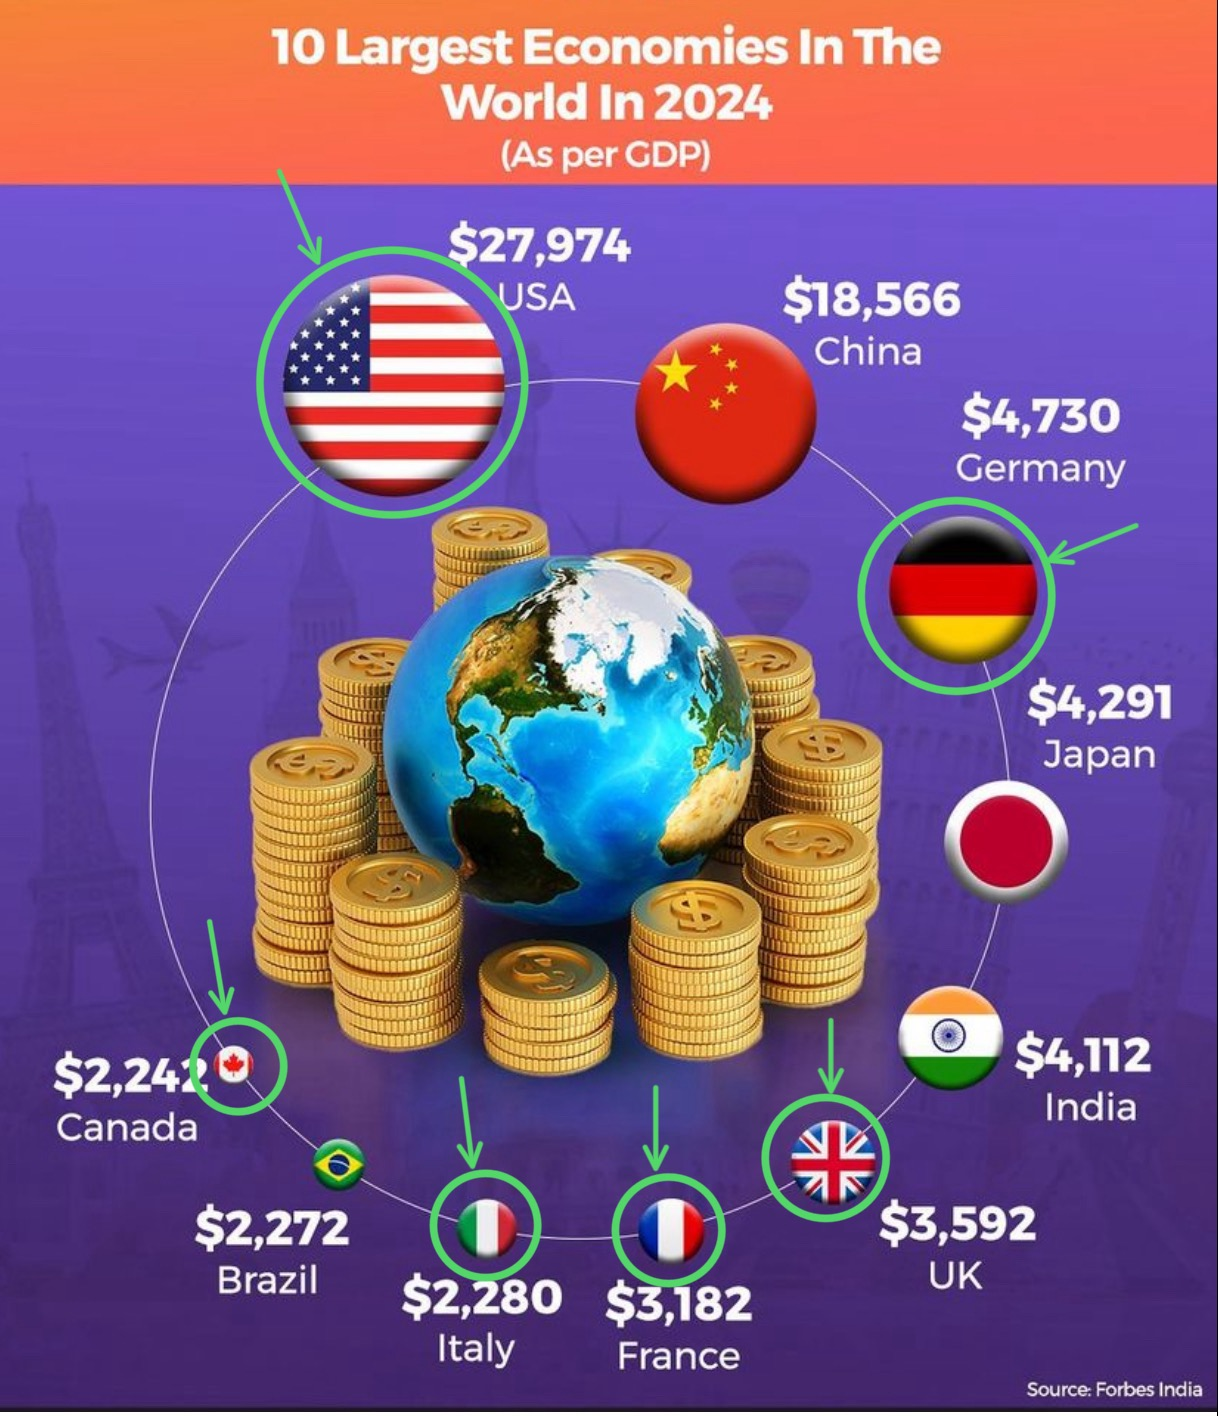 10 Largest Economies In The
World In 2024
(As per GDP)
$27,974
USA
$18,566
China
$4,730
Germany
$4,291
Japan
$4,112
India
$3,592
UK
$3,182
France
$2,280
Italy
$2,272
Brazil
$2,242
Canada
Source: Forbes India